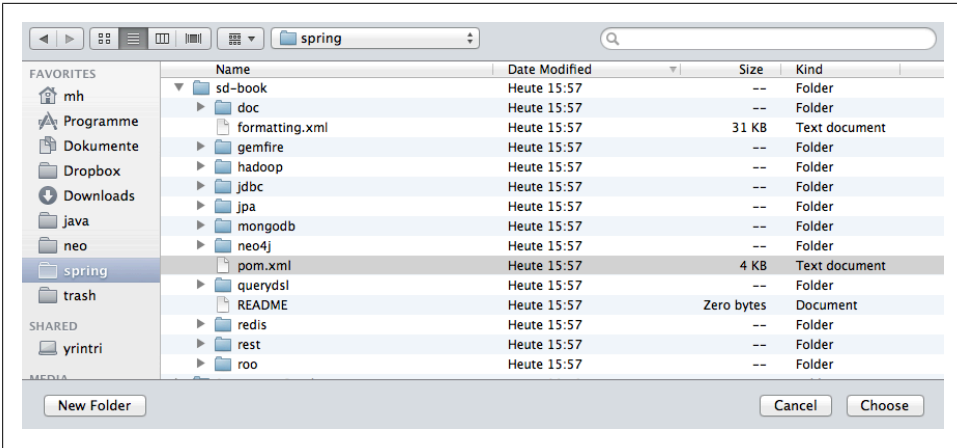 spring
FAVORITES
mh
Programme
Dokumente
Dropbox
Downloads
java
neo
spring
trash
SHARED
yrintri
MEDIA
Name Date Modified Size Kind
sd-book Heute 15:57 -- Folder
doc Heute 15:57 -- Folder
formatting.xml Heute 15:57 31 KB Text document
gemfire Heute 15:57 -- Folder
hadoop Heute 15:57 -- Folder
jdbc Heute 15:57 -- Folder
jpa Heute 15:57 -- Folder
mongodb Heute 15:57 -- Folder
neo4j Heute 15:57 -- Folder
pom.xml Heute 15:57 4 KB Text document
querydsl Heute 15:57 -- Folder
README Heute 15:57 Zero bytes Document
redis Heute 15:57 -- Folder
rest Heute 15:57 -- Folder
roo Heute 15:57 -- Folder
New Folder Cancel Choose